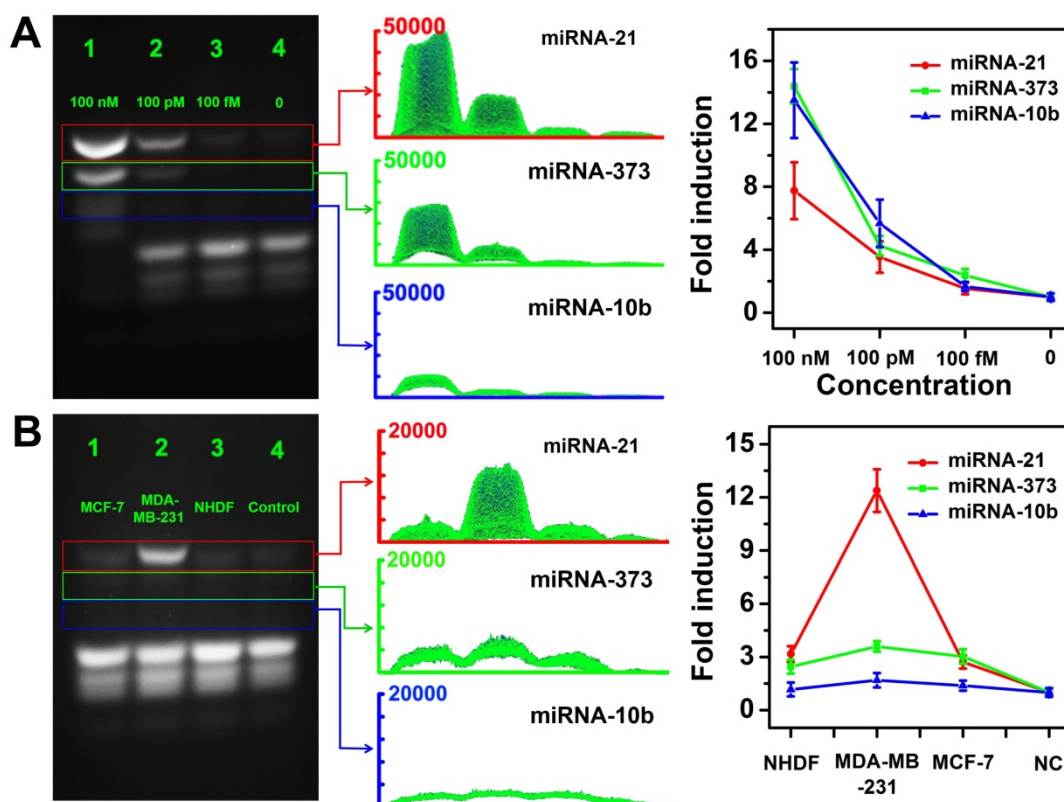 A
1 2 3 4
100 nM 100 pM 100 fM 0
50000
miRNA-21
50000
miRNA-373
50000
miRNA-10b
Fold induction
16
12
8
4
0
miRNA-21
miRNA-373
miRNA-10b
100 nM 100 pM 100 fM 0
Concentration
B
1 2 3 4
MCF-7 MDA-MB-231 NHDF Control
20000
miRNA-21
20000
miRNA-373
20000
miRNA-10b
Fold induction
15
12
9
6
3
0
miRNA-21
miRNA-373
miRNA-10b
NHDF MDA-MB MCF-7 NC
-231